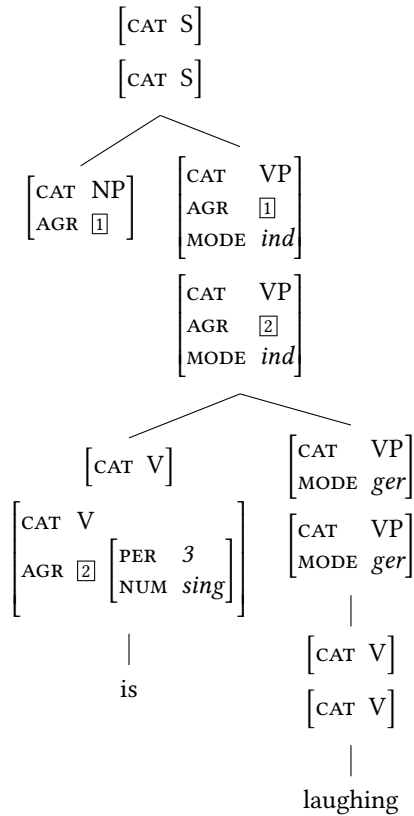 [CAT S]
[CAT S]
[CAT NP
AGR 1]
[CAT VP
AGR 1
MODE ind]
[CAT VP
AGR 2
MODE ind]
[CAT V]
[CAT V
AGR 2 [PER 3
NUM sing]]
is
[CAT VP
MODE ger]
[CAT VP
MODE ger]
[CAT V]
[CAT V]
laughing